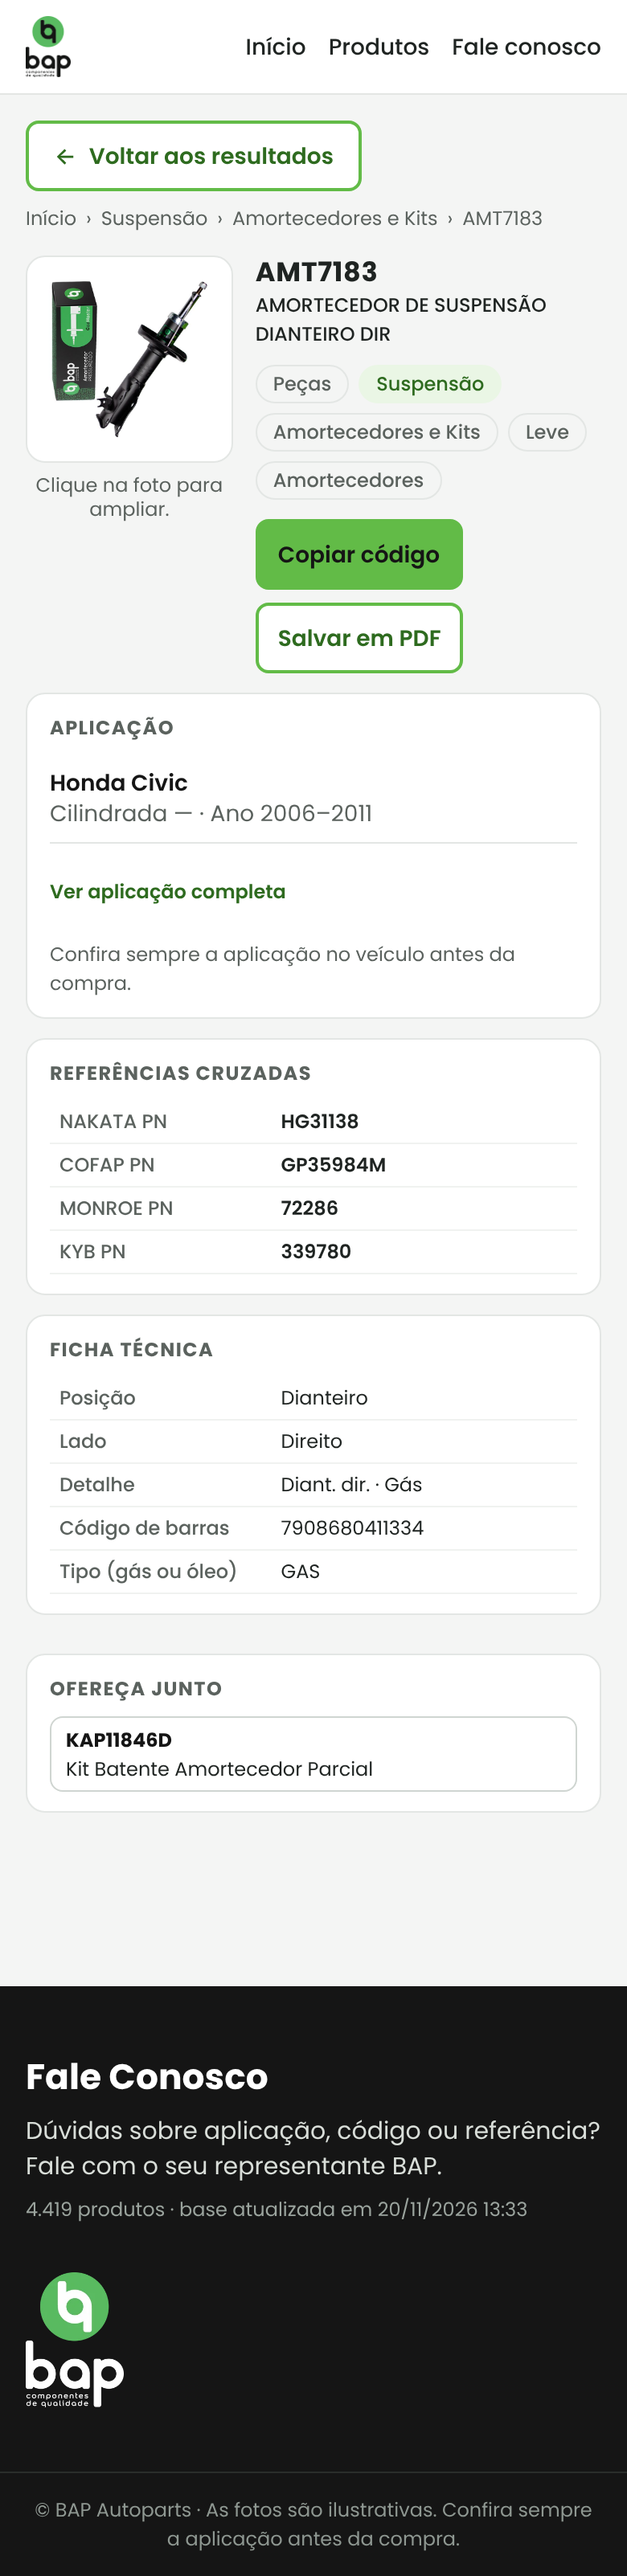 bap
componentes
de qualidade
Início Produtos Fale conosco
← Voltar aos resultados
Início › Suspensão › Amortecedores e Kits › AMT7183
bap
Amortecedor
AMT7183
AMORTECEDOR DE SUSPENSÃO
DIANTEIRO DIR
Peças Suspensão
Amortecedores e Kits Leve
Amortecedores
Clique na foto para
ampliar.
Copiar código
Salvar em PDF
APLICAÇÃO
Honda Civic
Cilindrada — · Ano 2006–2011
Ver aplicação completa
Confira sempre a aplicação no veículo antes da
compra.
REFERÊNCIAS CRUZADAS
NAKATA PN HG31138
COFAP PN GP35984M
MONROE PN 72286
KYB PN 339780
FICHA TÉCNICA
Posição Dianteiro
Lado Direito
Detalhe Diant. dir. · Gás
Código de barras 7908680411334
Tipo (gás ou óleo) GAS
OFEREÇA JUNTO
KAP11846D
Kit Batente Amortecedor Parcial
Fale Conosco
Dúvidas sobre aplicação, código ou referência?
Fale com o seu representante BAP.
4.419 produtos · base atualizada em 20/11/2026 13:33
bap
componentes
de qualidade
© BAP Autoparts · As fotos são ilustrativas. Confira sempre
a aplicação antes da compra.